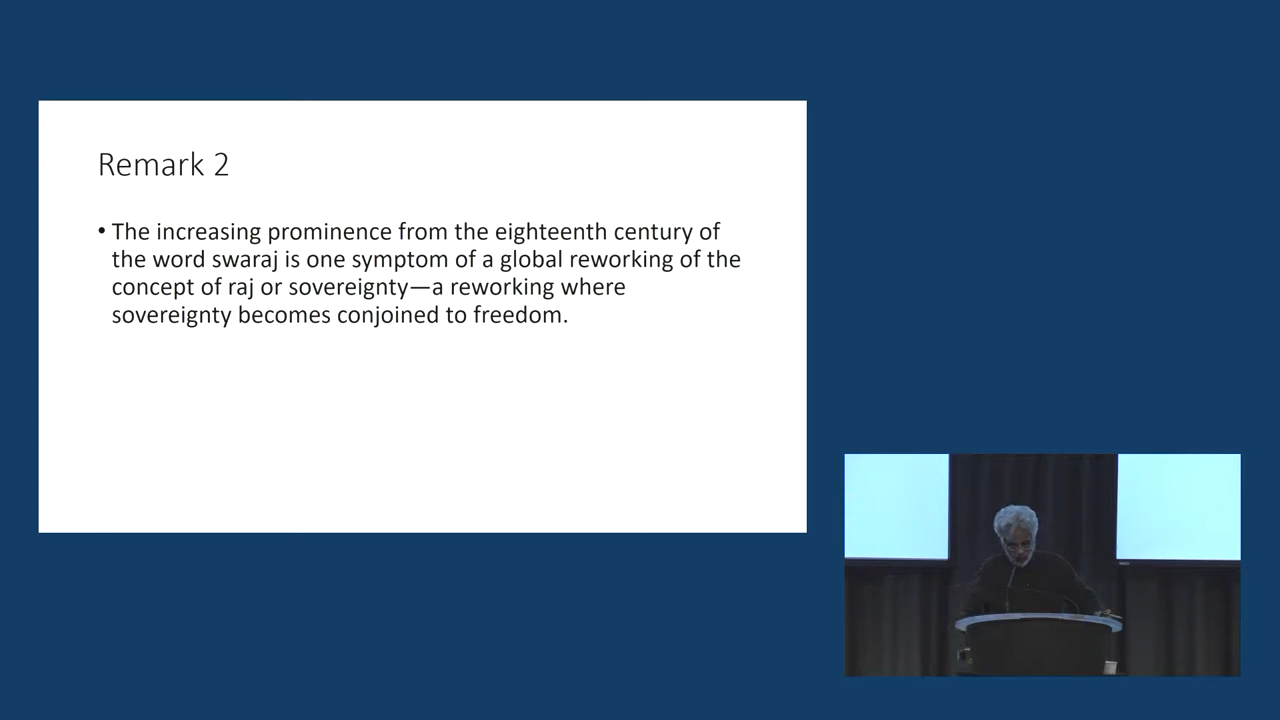 Remark 2
• The increasing prominence from the eighteenth century of
the word swaraj is one symptom of a global reworking of the
concept of raj or sovereignty—a reworking where
sovereignty becomes conjoined to freedom.